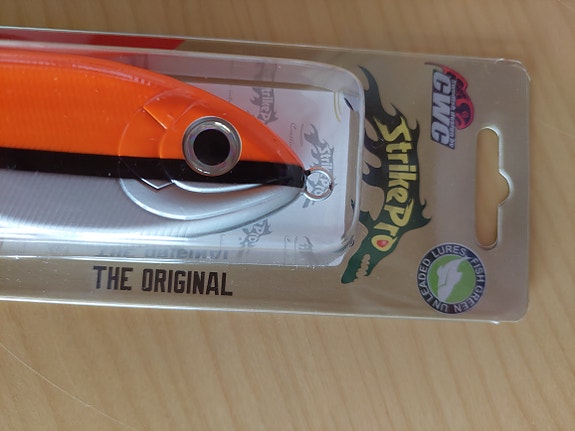 StrikePro
CWC
UNLEADED LURES, FISH GREEN
THE ORIGINAL